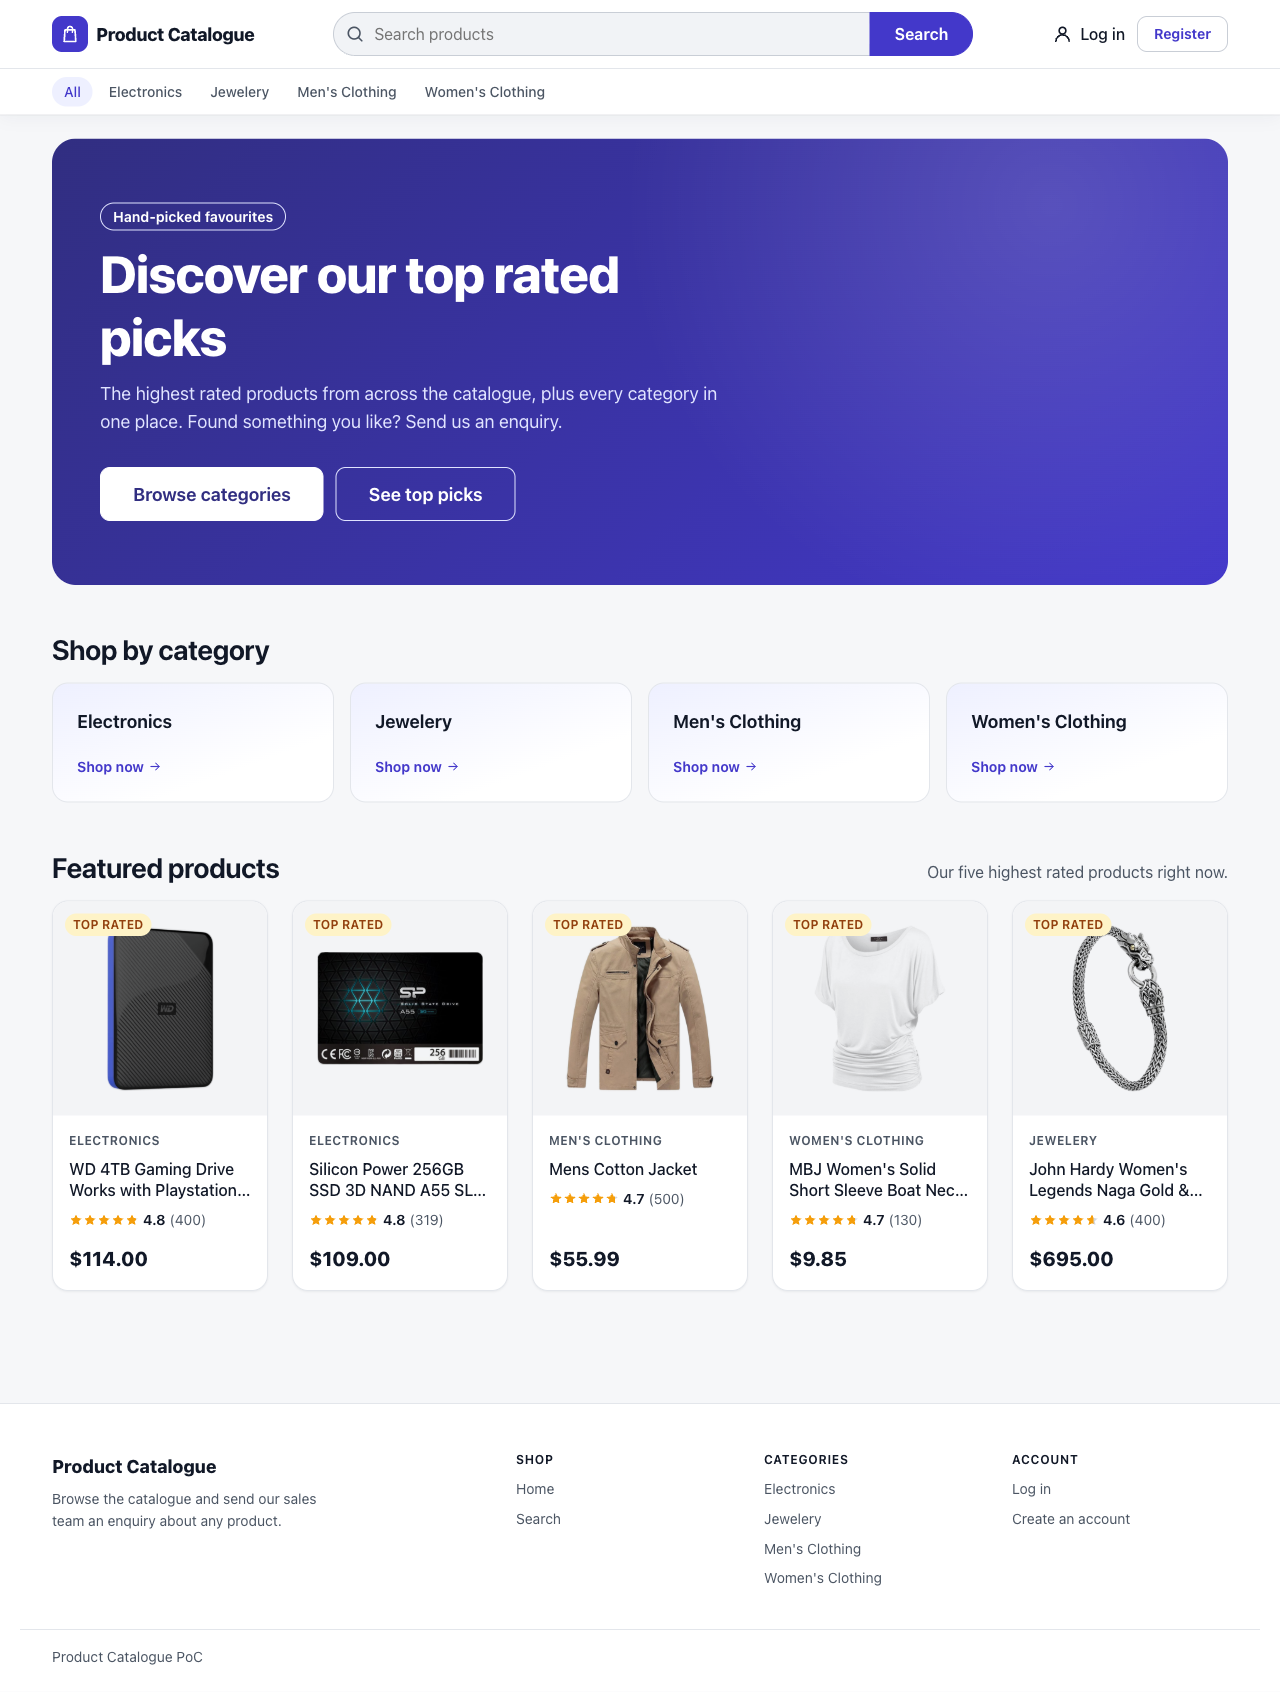 Product Catalogue
Search products
Search
Log in
Register
All
Electronics
Jewelery
Men's Clothing
Women's Clothing
Hand-picked favourites
Discover our top rated
picks
The highest rated products from across the catalogue, plus every category in
one place. Found something you like? Send us an enquiry.
Browse categories
See top picks
Shop by category
Electronics
Shop now →
Jewelery
Shop now →
Men's Clothing
Shop now →
Women's Clothing
Shop now →
Featured products
Our five highest rated products right now.
TOP RATED
WD
ELECTRONICS
WD 4TB Gaming Drive
Works with Playstation...
4.8 (400)
$114.00
TOP RATED
SP
Solid State Drive
A55
256
GB
ELECTRONICS
Silicon Power 256GB
SSD 3D NAND A55 SL...
4.8 (319)
$109.00
TOP RATED
MEN'S CLOTHING
Mens Cotton Jacket
4.7 (500)
$55.99
TOP RATED
WOMEN'S CLOTHING
MBJ Women's Solid
Short Sleeve Boat Nec...
4.7 (130)
$9.85
TOP RATED
JEWELERY
John Hardy Women's
Legends Naga Gold &...
4.6 (400)
$695.00
Product Catalogue
Browse the catalogue and send our sales
team an enquiry about any product.
SHOP
Home
Search
CATEGORIES
Electronics
Jewelery
Men's Clothing
Women's Clothing
ACCOUNT
Log in
Create an account
Product Catalogue PoC